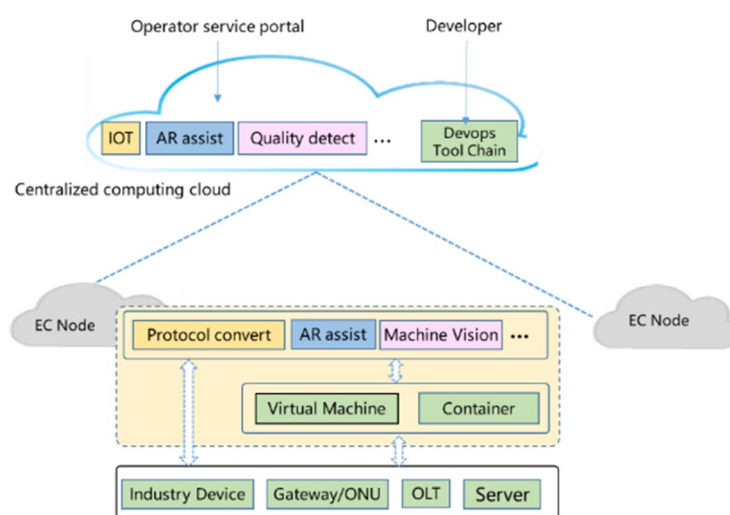 Operator service portal
Developer
IOT
AR assist
Quality detect
...
Devops
Tool Chain
Centralized computing cloud
EC Node
EC Node
Protocol convert
AR assist
Machine Vision
...
Virtual Machine
Container
Industry Device
Gateway/ONU
OLT
Server